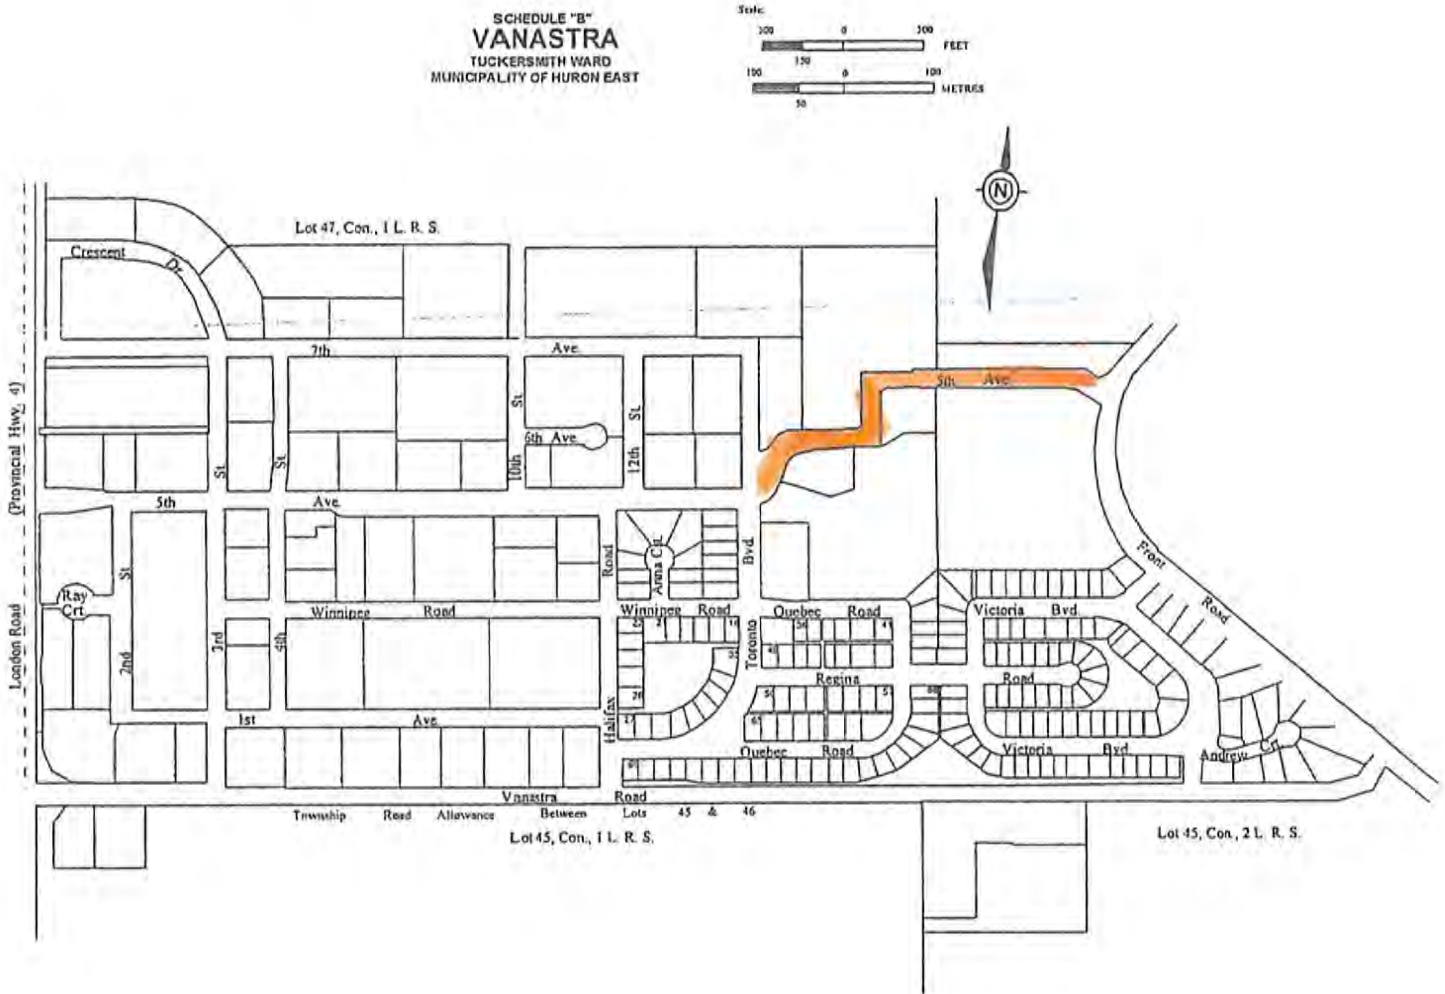 SCHEDULE "B"
VANASTRA
TUCKERSMITH WARD
MUNICIPALITY OF HURON EAST
300 0 300
FEET
150
100 0 100
METRES
50
N
Lot 47, Con., 1 L. R. S.
Crescent
Dr.
7th Ave.
5th Ave.
(Provincial Hwy. 4)
London Road
St.
St.
10th St.
6th Ave.
12th St.
5th Ave.
2nd St.
3rd
4th
Ray
Crt.
Road
Anna Crt.
Bvd.
Front Road
Winnipeg Road
Winnipeg Road
Quebec Road
Victoria Bvd.
Toronto
Halifax
Regina Road
1st Ave.
Quebec Road
Victoria Bvd.
Andrew Crt.
Vanastra Road
Township Road Allowance Between Lots 45 & 46
Lot 45, Con., 1 L. R. S.
Lot 45, Con., 2 L. R. S.